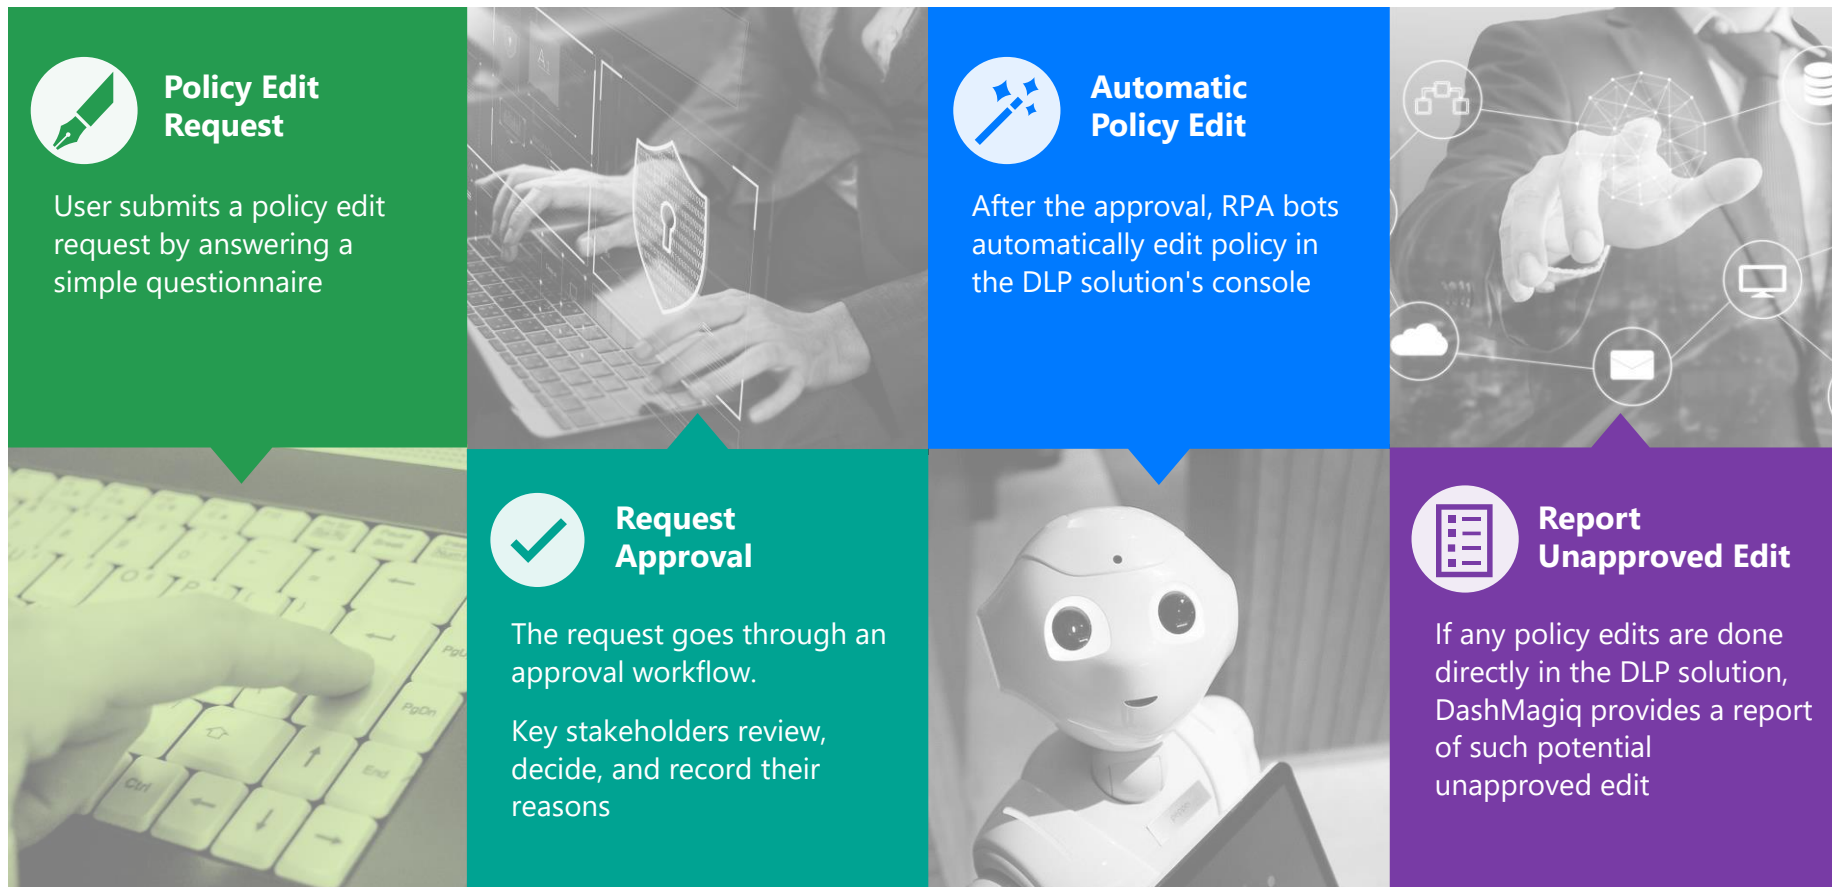 Policy Edit
Request
User submits a policy edit
request by answering a
simple questionnaire
Automatic
Policy Edit
After the approval, RPA bots
automatically edit policy in
the DLP solution's console
Request
Approval
The request goes through an
approval workflow.
Key stakeholders review,
decide, and record their
reasons
Report
Unapproved Edit
If any policy edits are done
directly in the DLP solution,
DashMagiq provides a report
of such potential
unapproved edit
PgDn
End
Ctrl